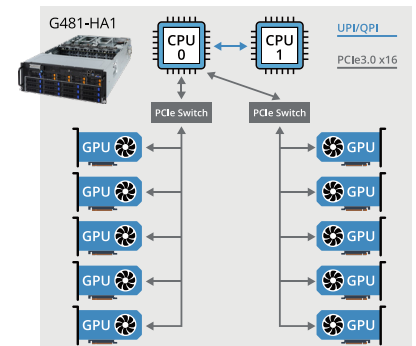 G481-HA1
CPU
0
CPU
1
UPI/QPI
PCIe3.0 x16
PCIe Switch
PCIe Switch
GPU
GPU
GPU
GPU
GPU
GPU
GPU
GPU
GPU
GPU